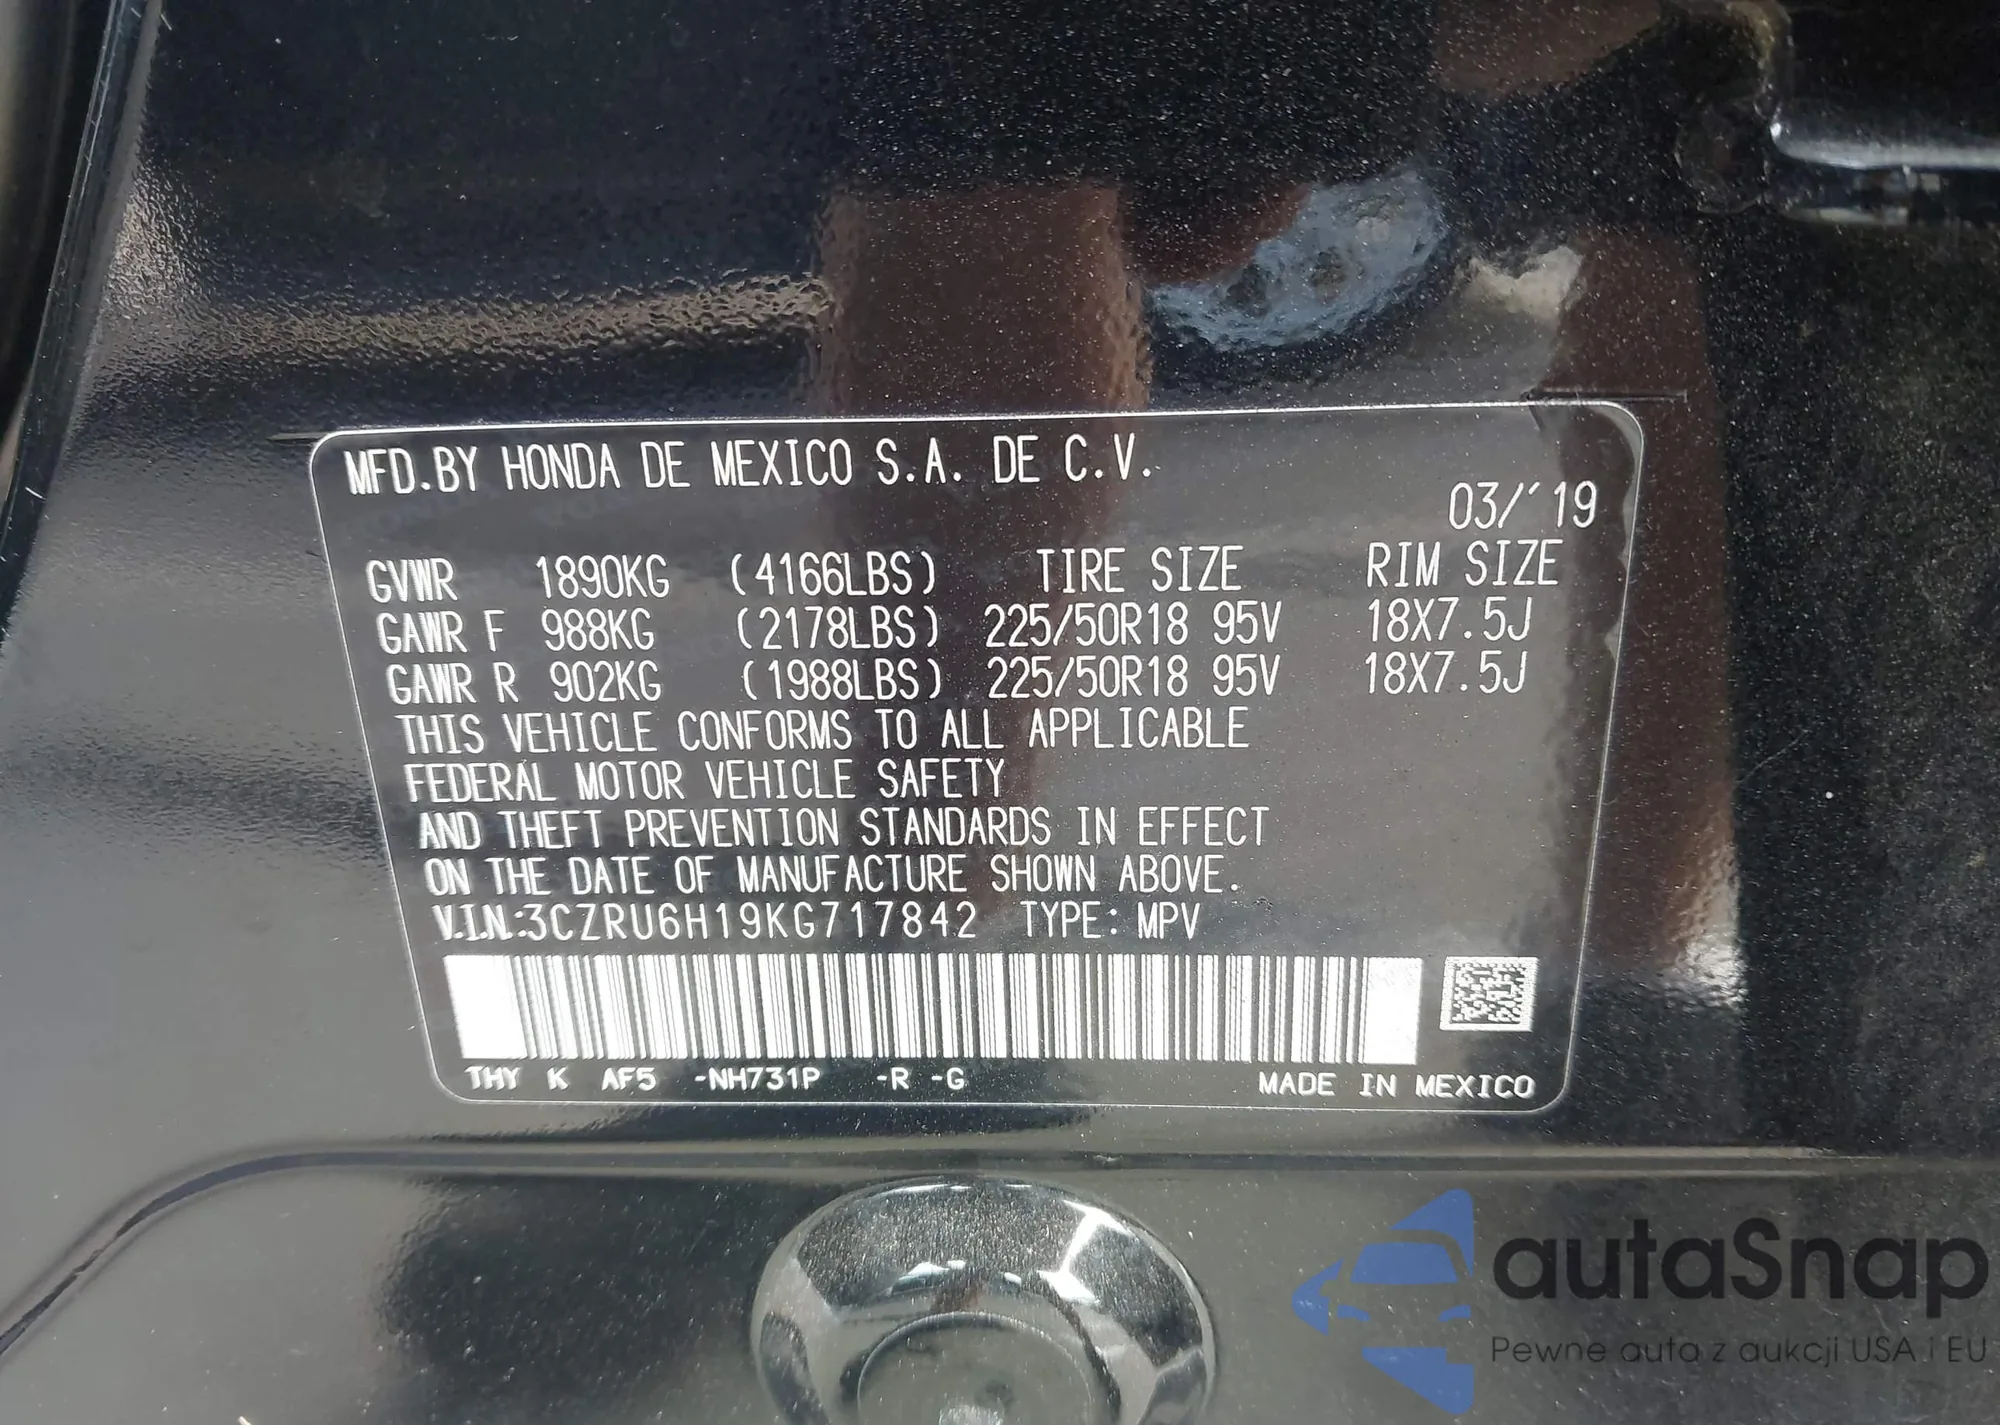 MFD.BY HONDA DE MEXICO S.A. DE C.V.
03/'19
GVWR 1890KG (4166LBS) TIRE SIZE RIM SIZE
GAWR F 988KG (2178LBS) 225/50R18 95V 18X7.5J
GAWR R 902KG (1988LBS) 225/50R18 95V 18X7.5J
THIS VEHICLE CONFORMS TO ALL APPLICABLE
FEDERAL MOTOR VEHICLE SAFETY
AND THEFT PREVENTION STANDARDS IN EFFECT
ON THE DATE OF MANUFACTURE SHOWN ABOVE.
V.I.N.:3CZRU6H19KG717842 TYPE: MPV
THY K AF5 -NH731P -R -G MADE IN MEXICO
autaSnap
Pewne auta z aukcji USA i EU